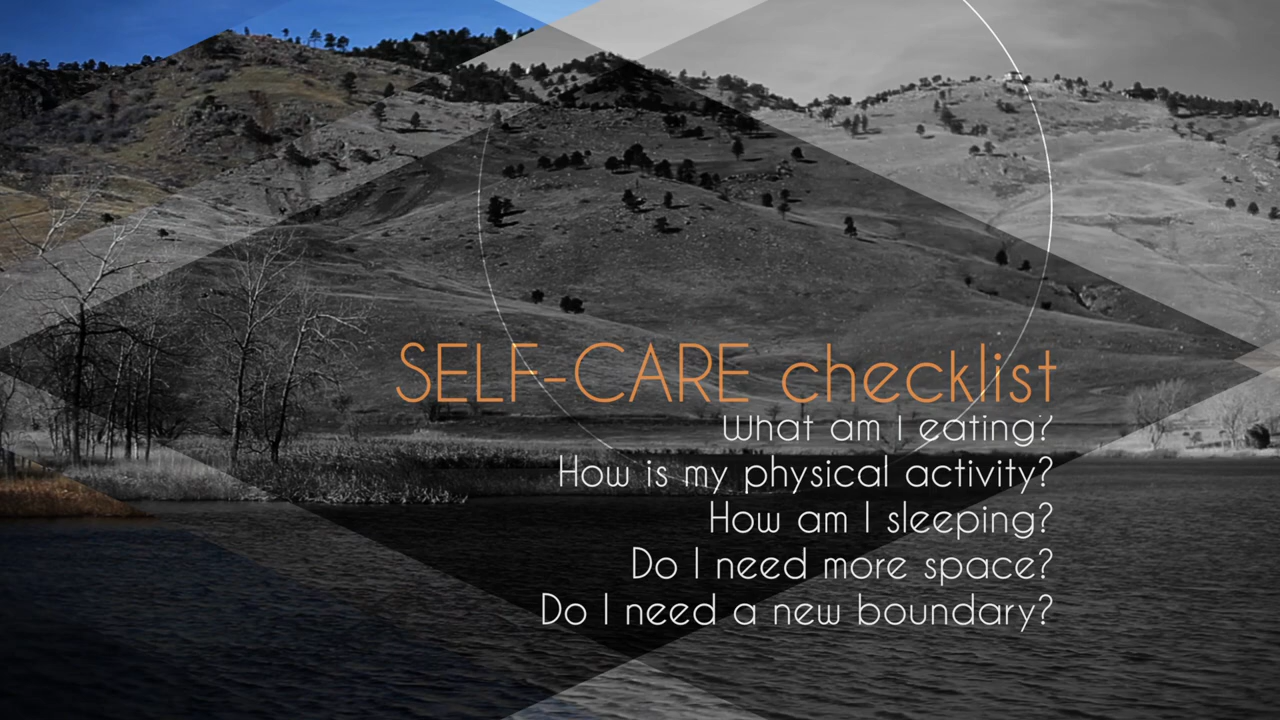 SELF-CARE checklist
What am I eating?
How is my physical activity?
How am I sleeping?
Do I need more space?
Do I need a new boundary?